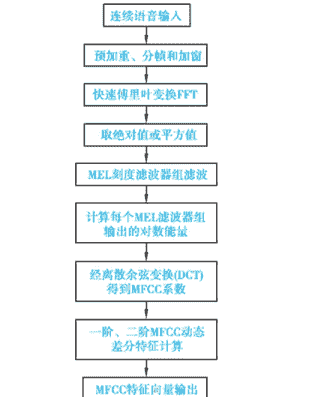 连续语音输入
预加重、分帧和加窗
快速傅里叶变换FFT
取绝对值或平方值
MEL刻度滤波器组滤波
计算每个MEL滤波器组
输出的对数能量
经离散余弦变换(DCT)
得到MFCC系数
一阶、二阶MFCC动态
差分特征计算
MFCC特征向量输出